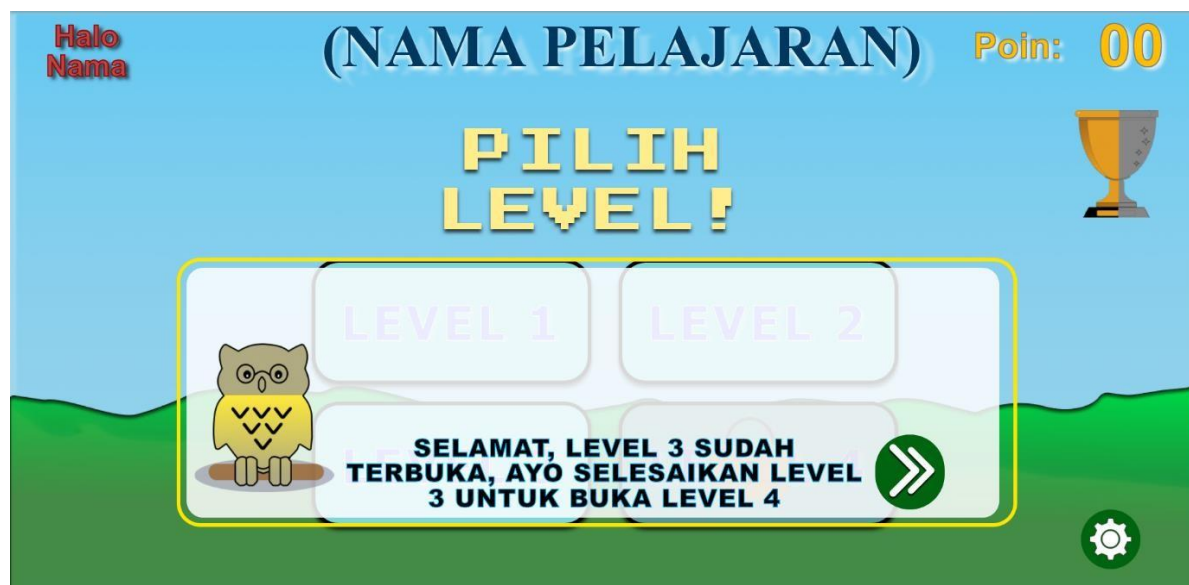 Halo
Nama
(NAMA PELAJARAN)
Poin: 00
PILIH
LEVEL!
LEVEL 1
LEVEL 2
SELAMAT, LEVEL 3 SUDAH
TERBUKA, AYO SELESAIKAN LEVEL
3 UNTUK BUKA LEVEL 4